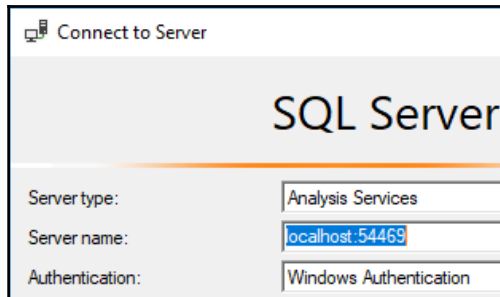 Connect to Server
SQL Server
Server type: Analysis Services
Server name: localhost:54469
Authentication: Windows Authentication